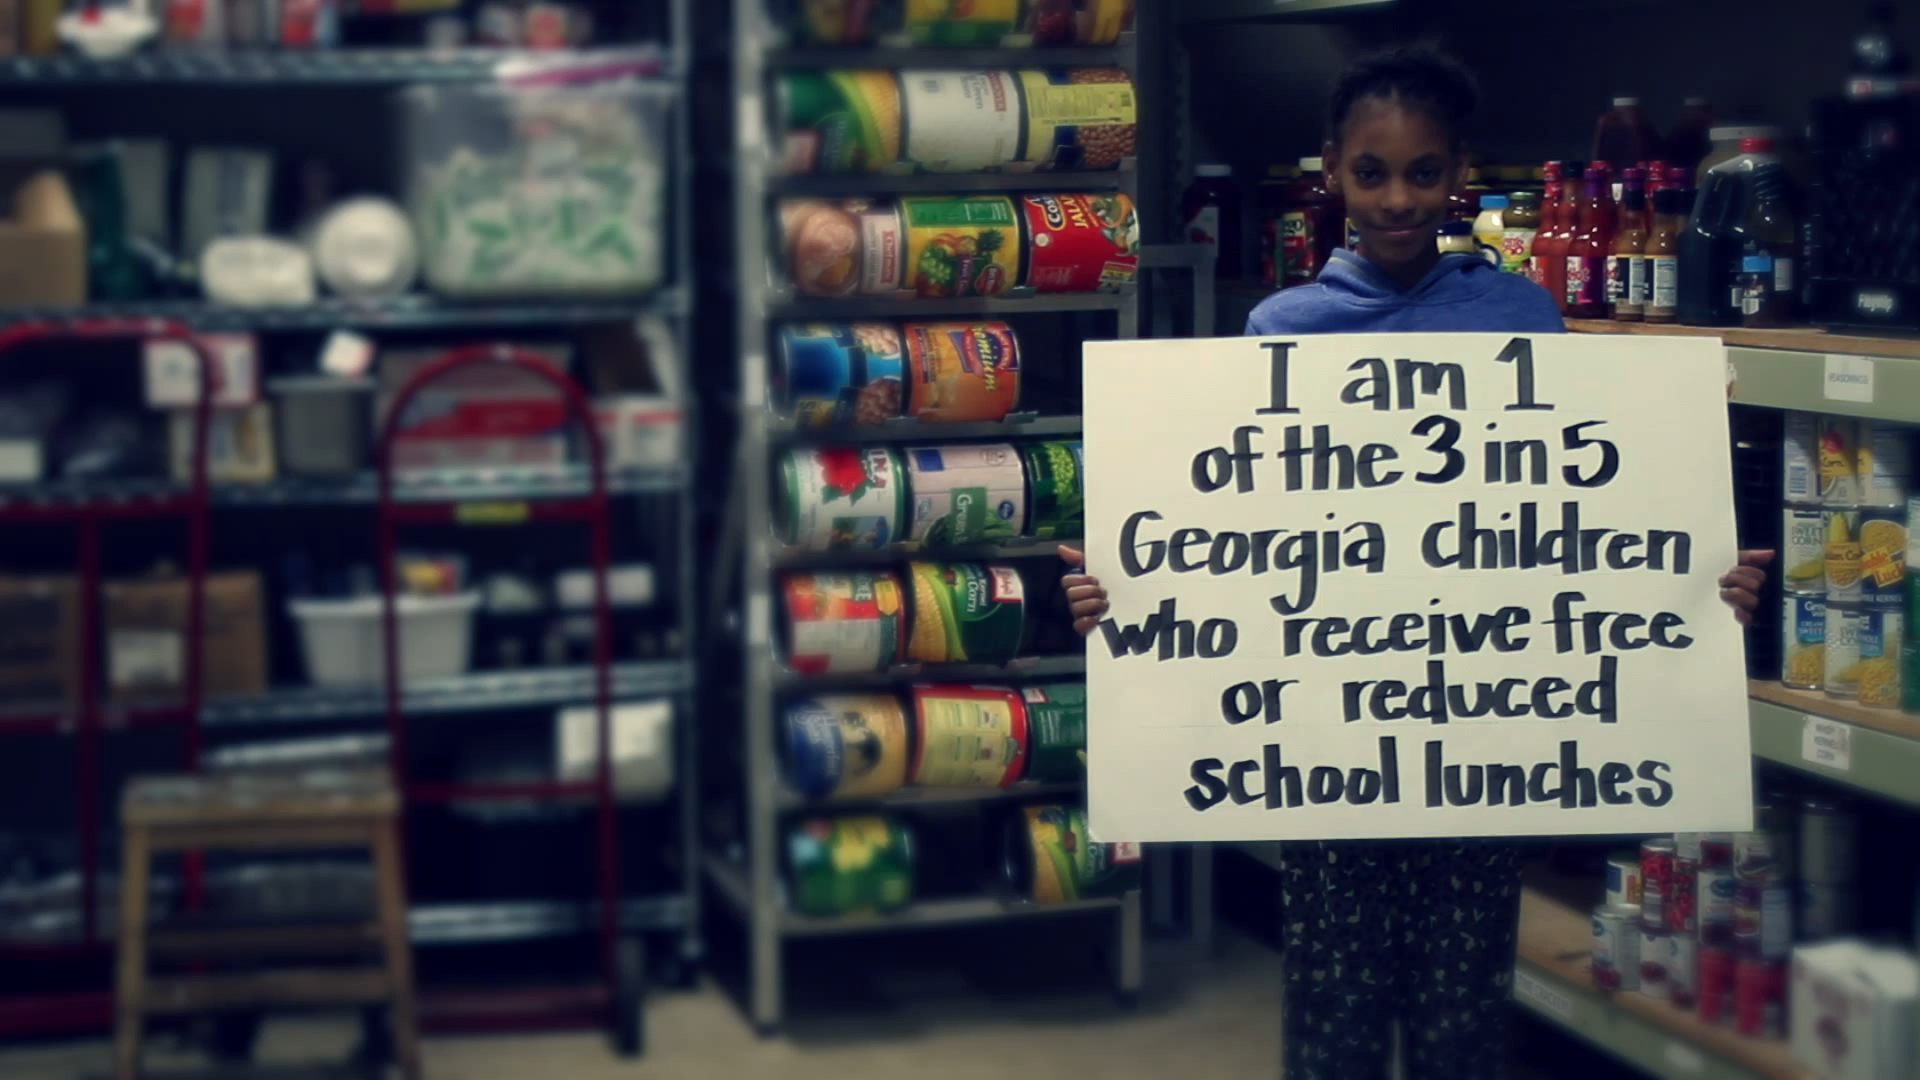 I am 1
of the 3 in 5
Georgia children
who receive free
or reduced
school lunches